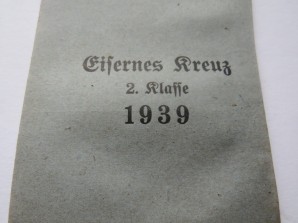 Eisernes Kreuz
2. Klasse
1939